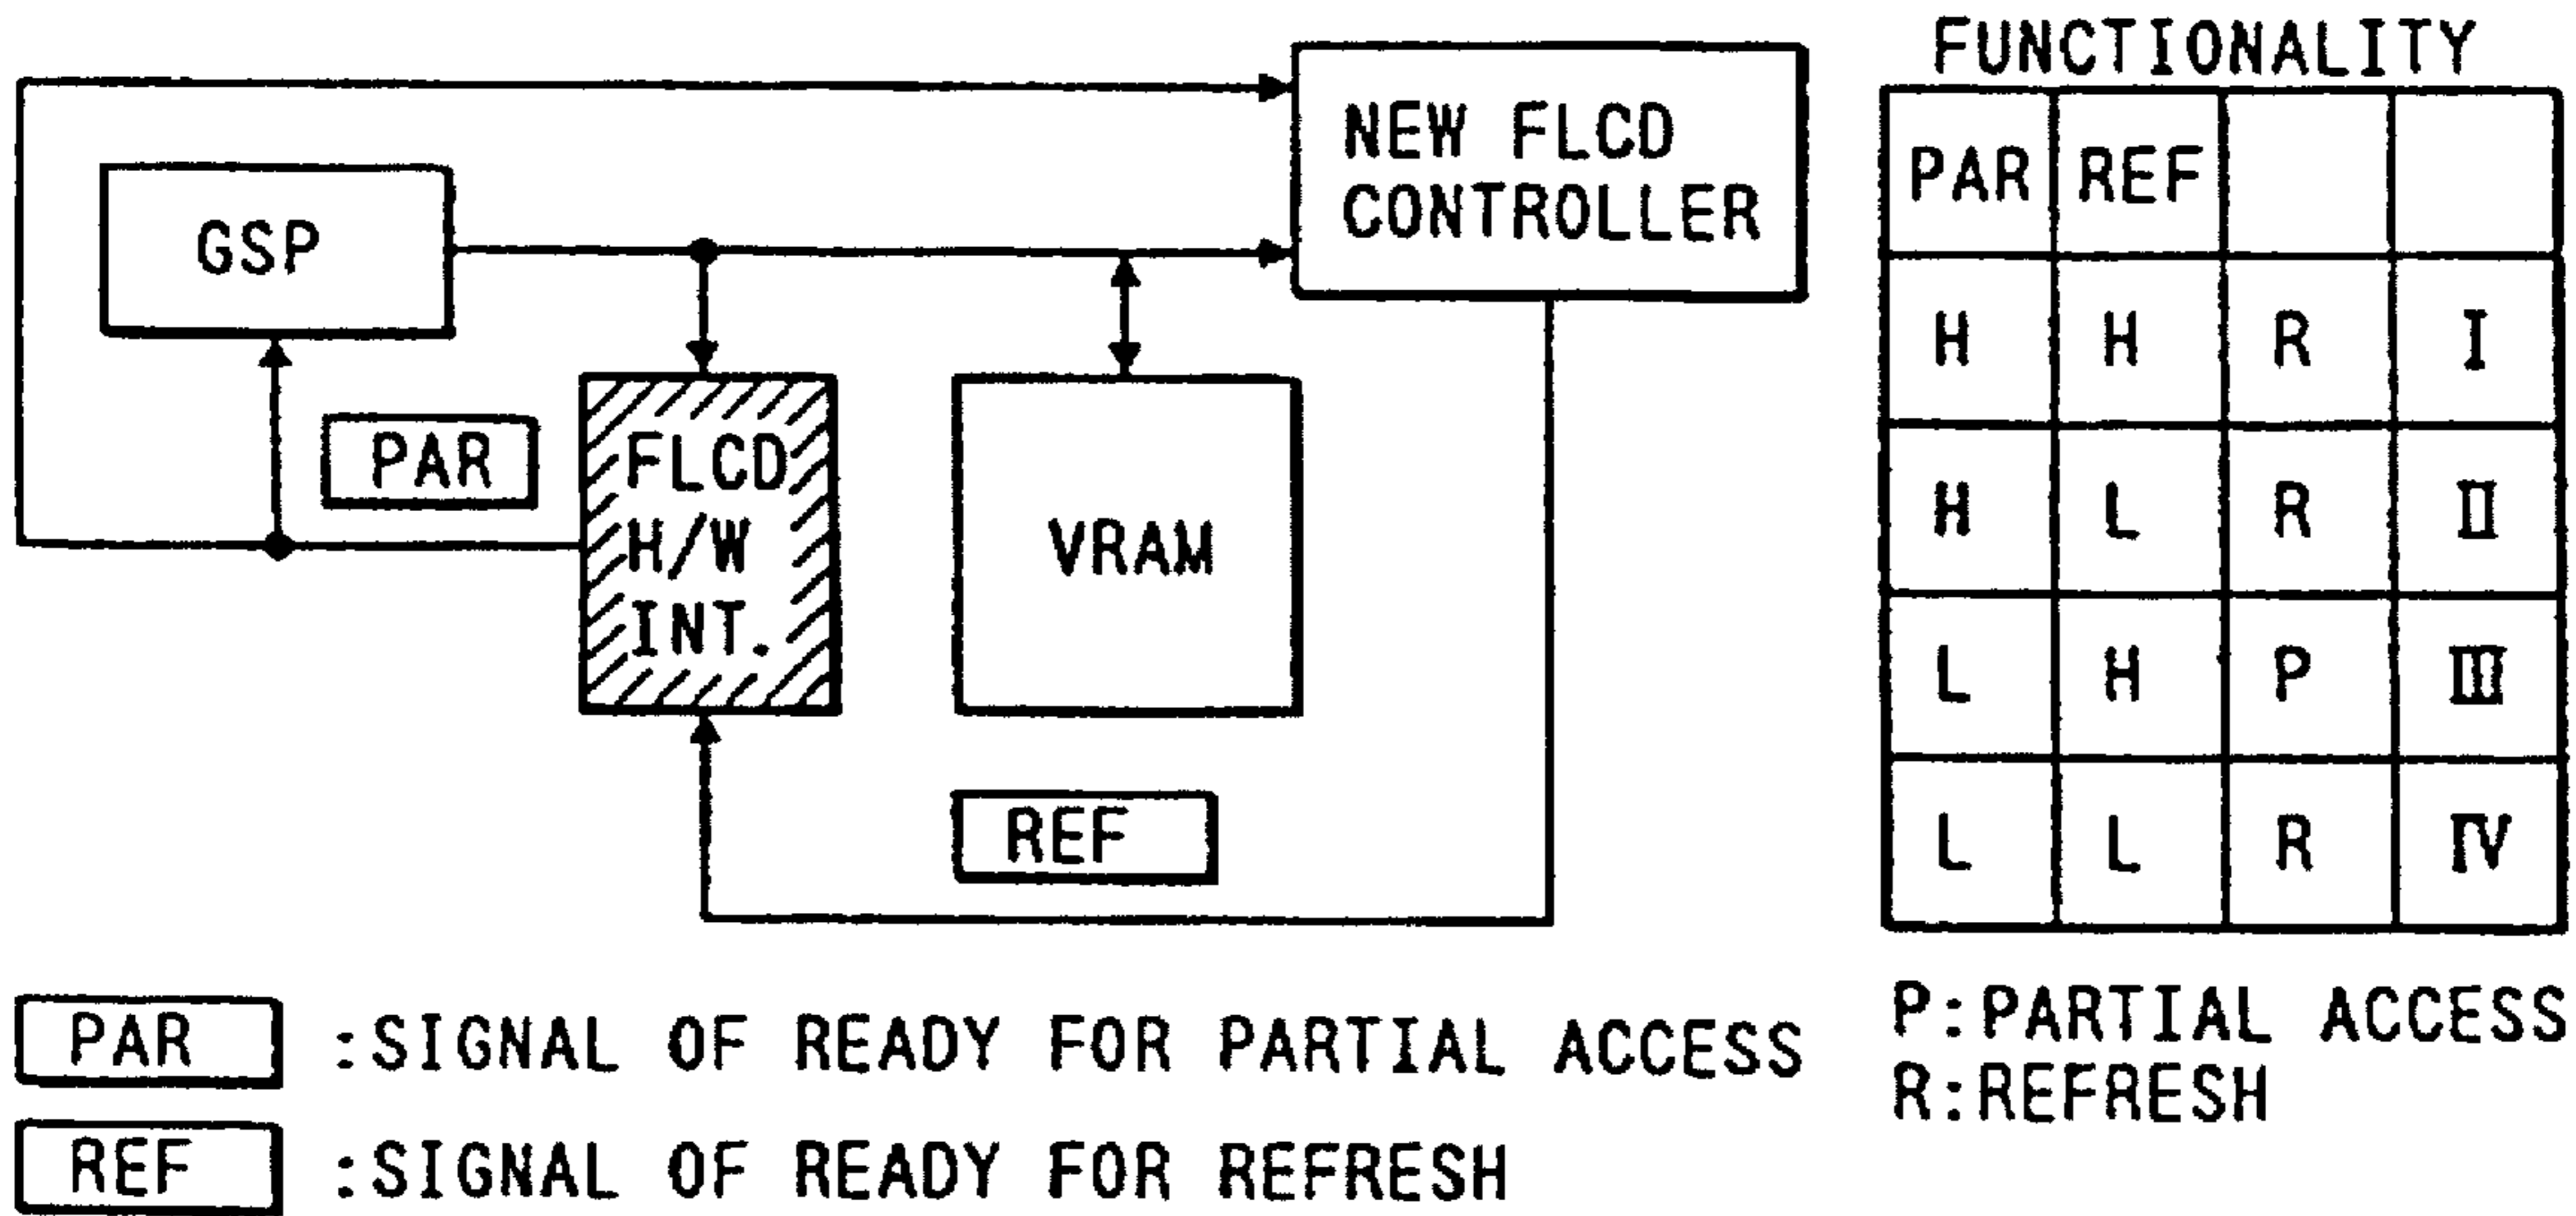 FUNCTIONALITY
NEW FLCD
CONTROLLER
GSP
PAR
FLCD
H/W
INT.
VRAM
REF
PAR REF
H H R I
H L R II
L H P III
L L R IV
PAR :SIGNAL OF READY FOR PARTIAL ACCESS
REF :SIGNAL OF READY FOR REFRESH
P:PARTIAL ACCESS
R:REFRESH